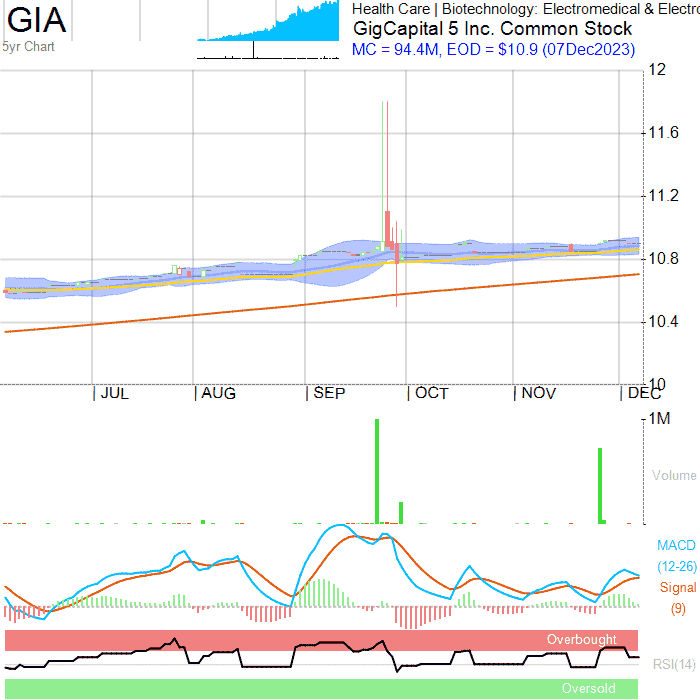 GIA
5yr Chart
Health Care | Biotechnology: Electromedical & Electro
GigCapital 5 Inc. Common Stock
MC = 94.4M, EOD = $10.9 (07Dec2023)
12
11.6
11.2
10.8
10.4
10
JUL AUG SEP OCT NOV DEC
1M
Volume
MACD
(12-26)
Signal
(9)
Overbought
RSI(14)
Oversold